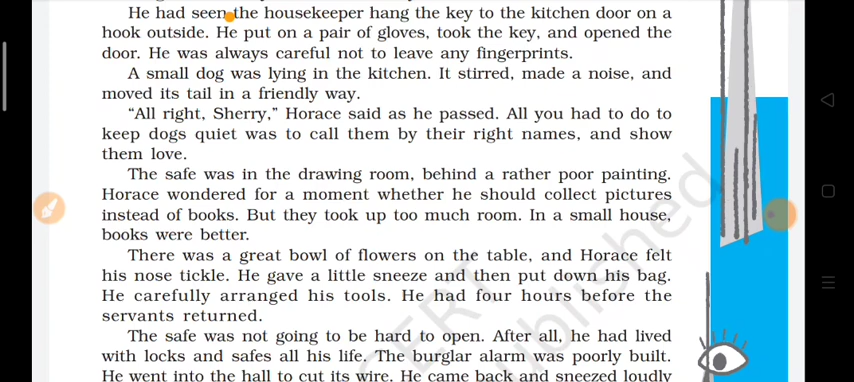 He had seen the housekeeper hang the key to the kitchen door on a
hook outside. He put on a pair of gloves, took the key, and opened the
door. He was always careful not to leave any fingerprints.
A small dog was lying in the kitchen. It stirred, made a noise, and
moved its tail in a friendly way.
“All right, Sherry,” Horace said as he passed. All you had to do to
keep dogs quiet was to call them by their right names, and show
them love.
The safe was in the drawing room, behind a rather poor painting.
Horace wondered for a moment whether he should collect pictures
instead of books. But they took up too much room. In a small house,
books were better.
There was a great bowl of flowers on the table, and Horace felt
his nose tickle. He gave a little sneeze and then put down his bag.
He carefully arranged his tools. He had four hours before the
servants returned.
The safe was not going to be hard to open. After all, he had lived
with locks and safes all his life. The burglar alarm was poorly built.
He went into the hall to cut its wire. He came back and sneezed loudly